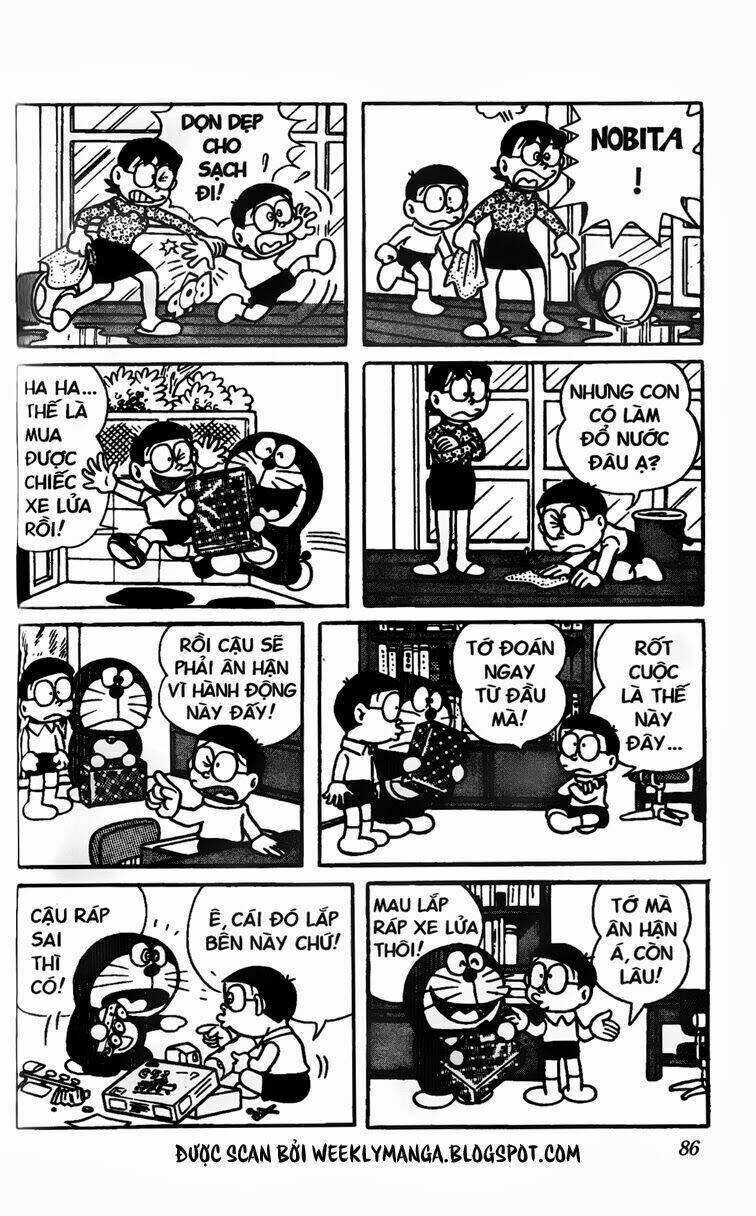 NOBITA
!
DỌN DẸP
CHO
SẠCH
ĐI!
NHƯNG CON
CÓ LÀM
ĐỔ NƯỚC
ĐÂU Ạ?
HA HA...
THẾ LÀ
MUA
ĐƯỢC
CHIẾC
XE LỬA
RỒI!
RỐT
CUỘC
LÀ THẾ
NÀY
ĐÂY...
TỚ ĐOÁN
NGAY
TỪ ĐẦU
MÀ!
RỒI CẬU SẼ
PHẢI ÂN HẬN
VÌ HÀNH ĐỘNG
NÀY ĐẤY!
TỚ MÀ
ÂN HẬN
Á, CÒN
LÂU!
MAU LẮP
RÁP XE LỬA
THÔI!
Ê, CÁI ĐÓ LẮP
BÊN NÀY CHỨ!
CẬU RÁP
SAI
THÌ
CÓ!
ĐƯỢC SCAN BỞI WEEKLYMANGA.BLOGSPOT.COM
86